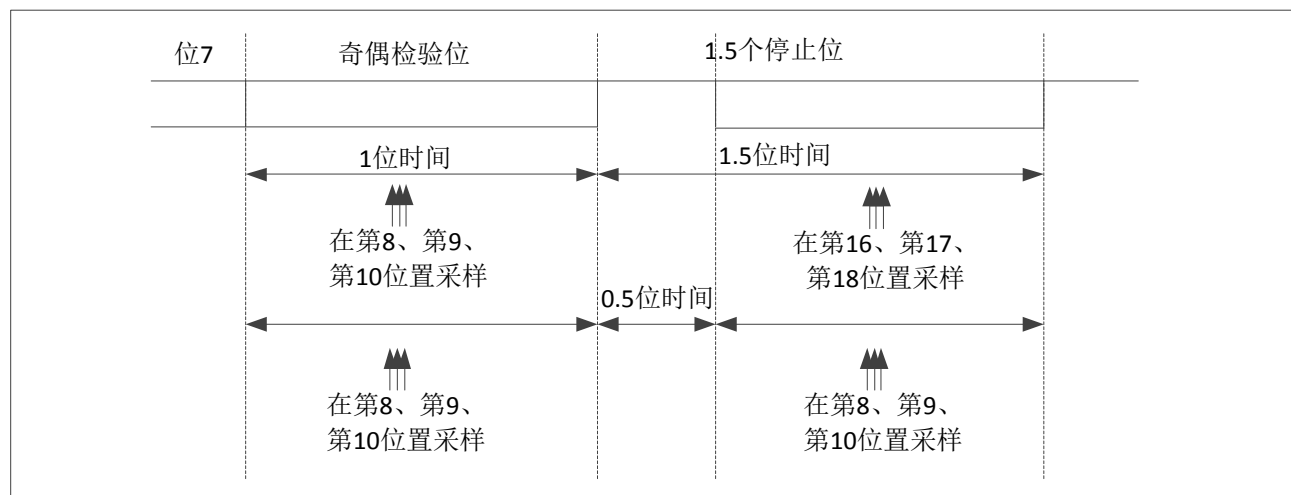 位7 奇偶检验位 1.5个停止位
1位时间 1.5位时间
在第8、第9、
第10位置采样
在第16、第17、
第18位置采样
0.5位时间
在第8、第9、
第10位置采样
在第8、第9、
第10位置采样